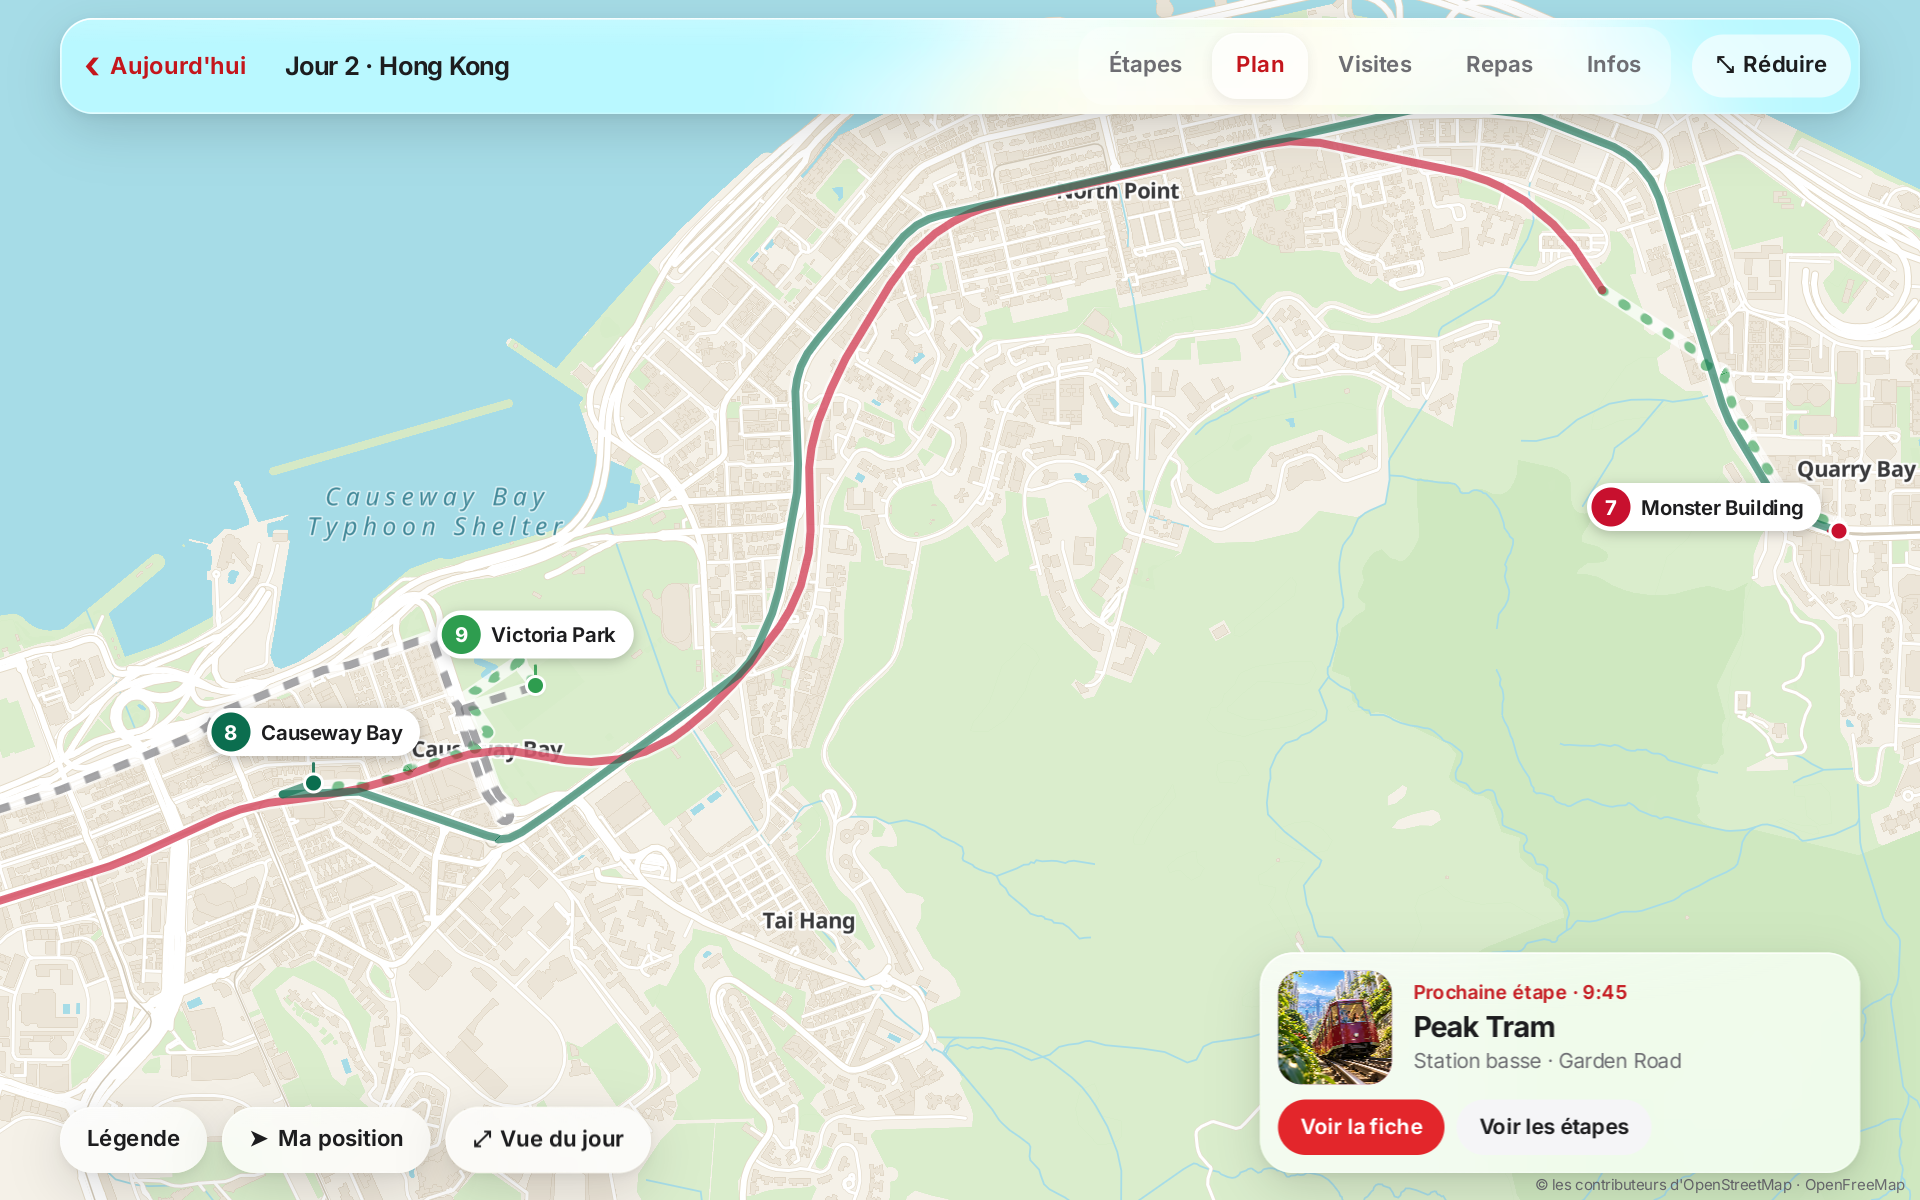 Aujourd'hui
Jour 2 · Hong Kong
Étapes
Plan
Visites
Repas
Infos
Réduire
North Point
Quarry Bay
7 Monster Building
Causeway Bay
Typhoon Shelter
9 Victoria Park
8 Causeway Bay
Causeway Bay
Tai Hang
Prochaine étape · 9:45
Peak Tram
Station basse · Garden Road
Voir la fiche
Voir les étapes
Légende
Ma position
Vue du jour
© les contributeurs d'OpenStreetMap · OpenFreeMap